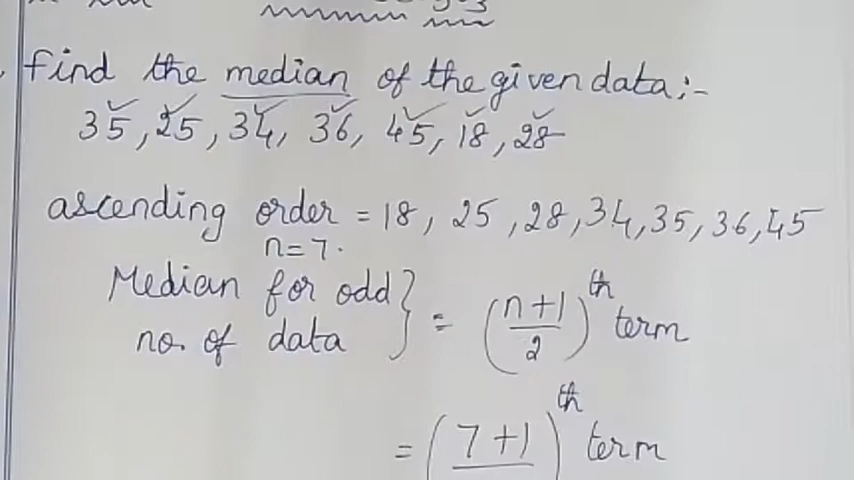 find the median of the given data :-
35, 25, 34, 36, 45, 18, 28
ascending order = 18, 25, 28, 34, 35, 36, 45
n=7.
Median for odd no. of data } = (n+1/2)th term
= (7+1)th term